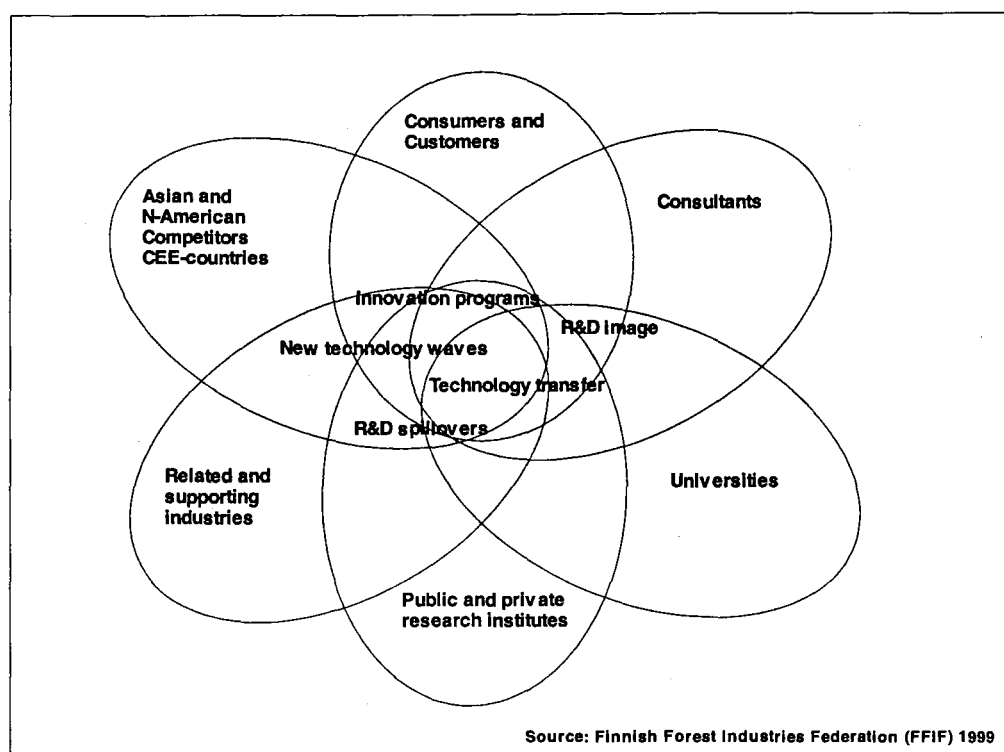 Consumers and
Customers
Asian and
N-American
Competitors
CEE-countries
Consultants
Innovation programs
R&D image
New technology waves
Technology transfer
R&D spillovers
Related and
supporting
industries
Universities
Public and private
research institutes
Source: Finnish Forest Industries Federation (FFIF) 1999